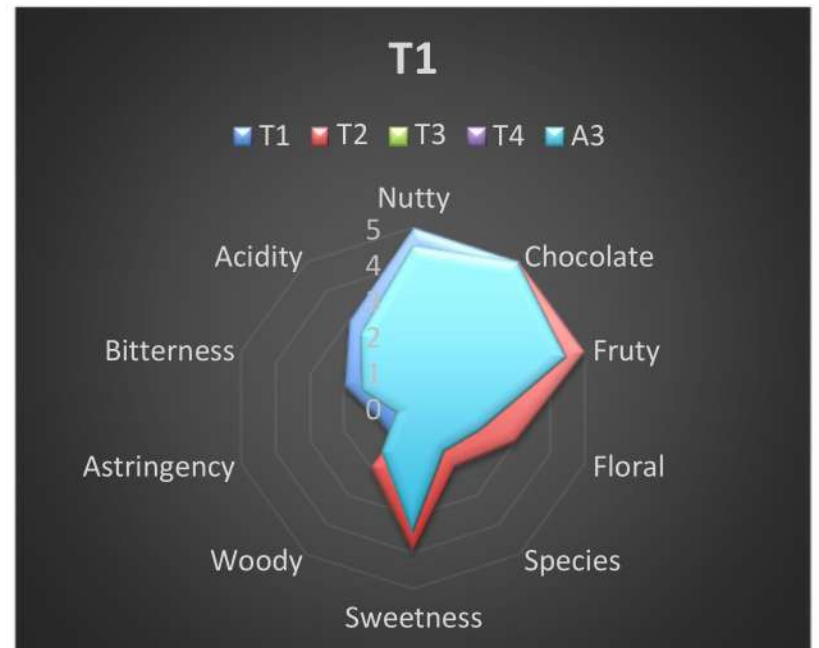 T1
T1 T2 T3 T4 A3
Nutty
5
Acidity
4
Chocolate
3
2
Bitterness
Fruty
1
0
Astringency
Floral
Woody
Species
Sweetness